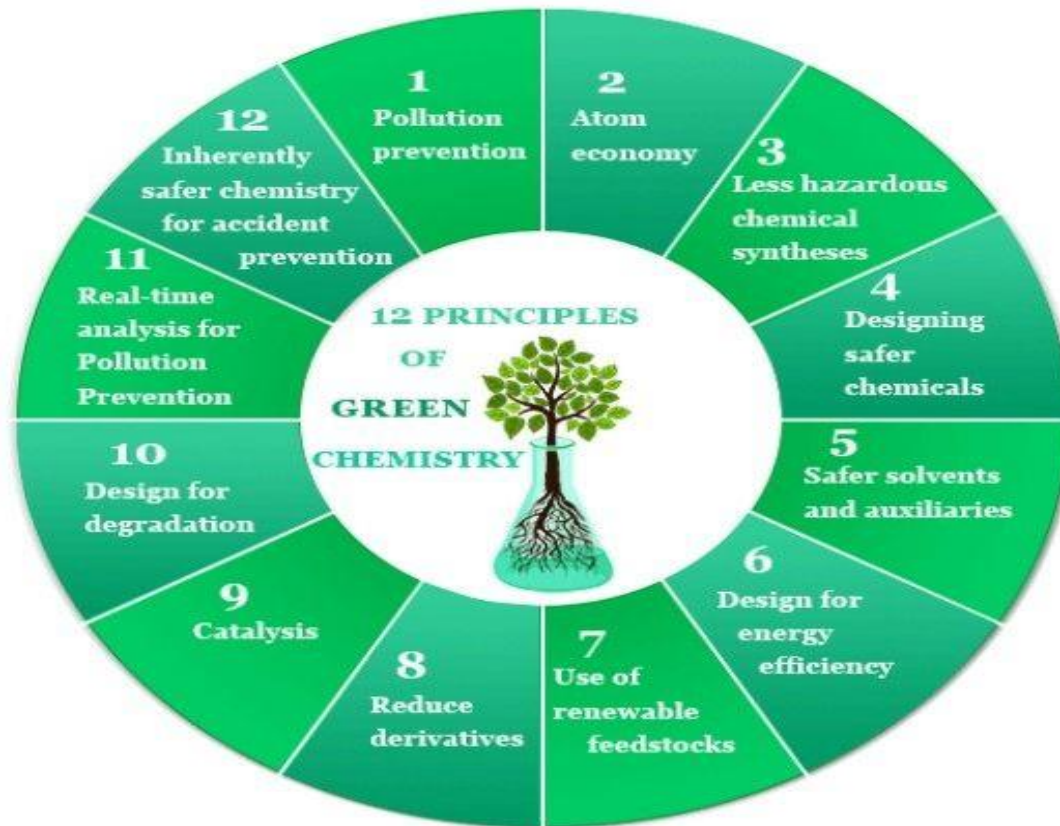 12 PRINCIPLES
OF
GREEN
CHEMISTRY
1
Pollution
prevention
2
Atom
economy
3
Less hazardous
chemical
syntheses
4
Designing
safer
chemicals
5
Safer solvents
and auxiliaries
6
Design for
energy
efficiency
7
Use of
renewable
feedstocks
8
Reduce
derivatives
9
Catalysis
10
Design for
degradation
11
Real-time
analysis for
Pollution
Prevention
12
Inherently
safer chemistry
for accident
prevention